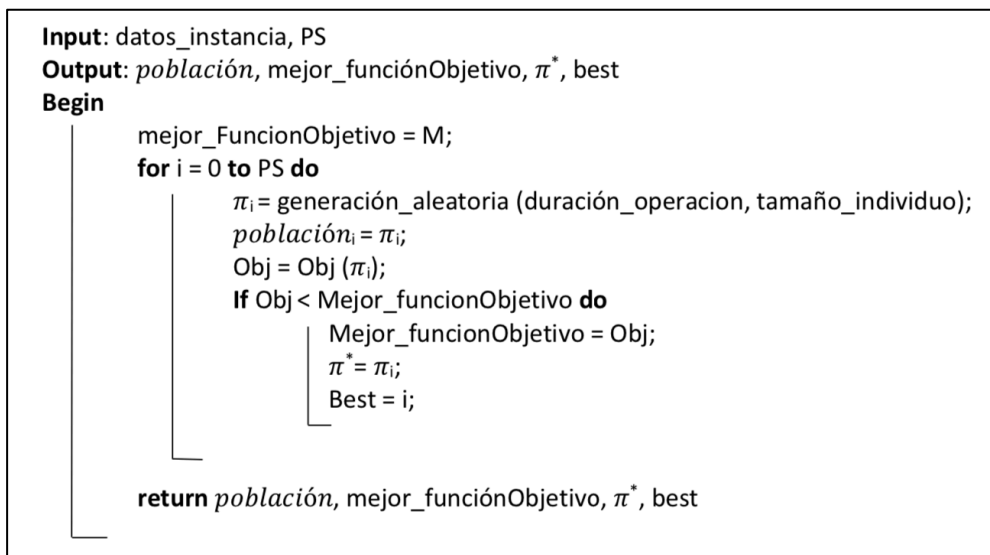 Input: datos_instancia, PS
Output: población, mejor_funciónObjetivo, π*, best
Begin
mejor_FuncionObjetivo = M;
for i = 0 to PS do
πᵢ= generación_aleatoria (duración_operacion, tamaño_individuo);
poblaciónᵢ= πᵢ;
Obj = Obj (πᵢ);
If Obj < Mejor_funcionObjetivo do
Mejor_funcionObjetivo = Obj;
π*= πᵢ;
Best = i;
return población, mejor_funciónObjetivo, π*, best